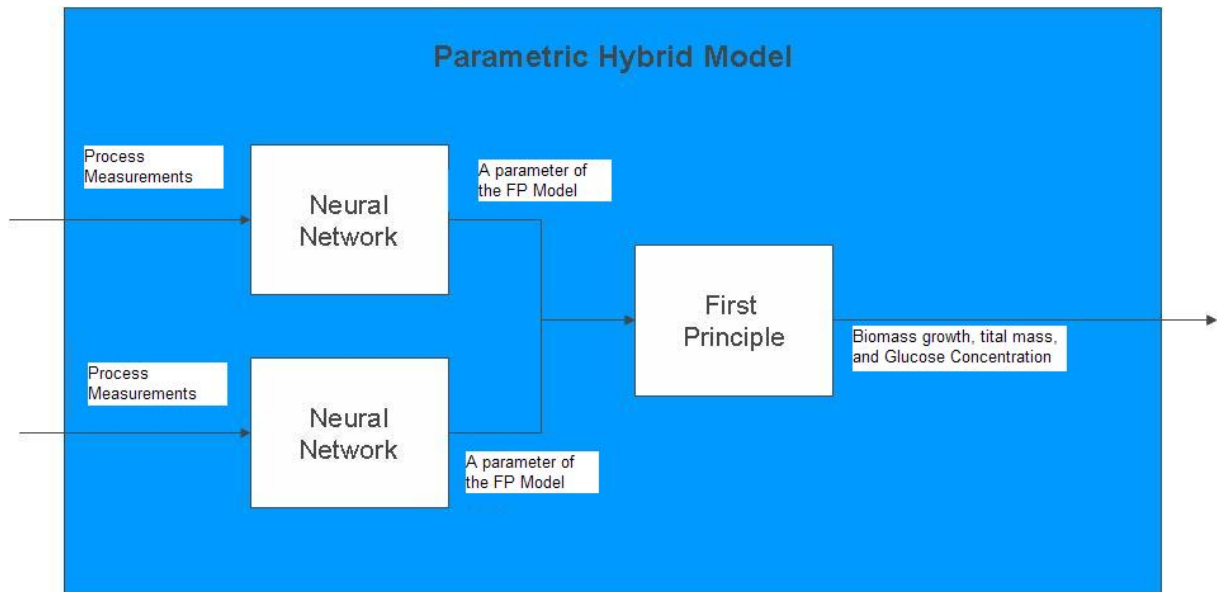 Parametric Hybrid Model
Process
Measurements
Neural
Network
A parameter of
the FP Model
First
Principle
Biomass growth, tital mass,
and Glucose Concentration
Process
Measurements
Neural
Network
A parameter of
the FP Model